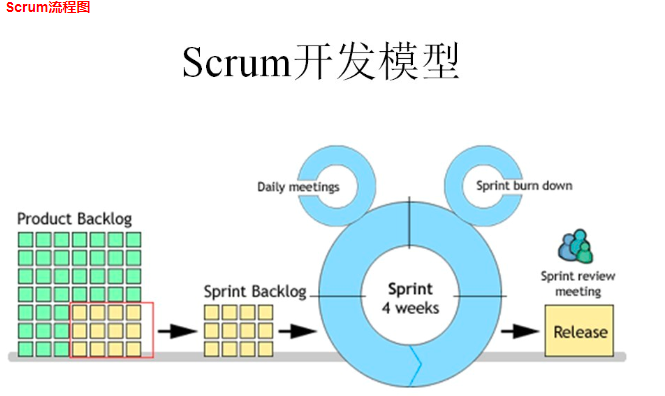 Scrum流程图
Scrum开发模型
Daily meetings
Sprint burn down
Product Backlog
Sprint Backlog
Sprint
4 weeks
Sprint review
meeting
Release